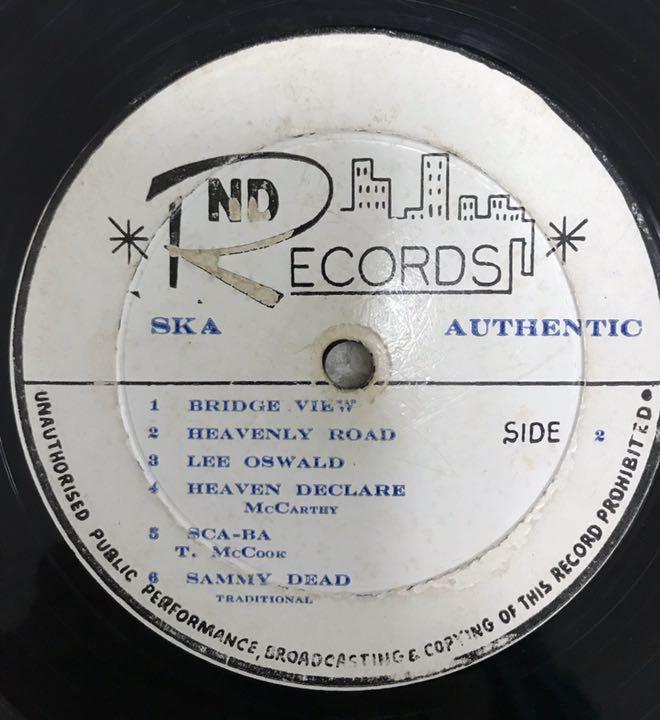 RND RECORDS
SKA AUTHENTIC
1 BRIDGE VIEW
2 HEAVENLY ROAD
SIDE 2
3 LEE OSWALD
4 HEAVEN DECLARE
McCARTHY
5 SCA-BA
T. McCOOK
6 SAMMY DEAD
TRADITIONAL
UNAUTHORISED PUBLIC PERFORMANCE, BROADCASTING & COPYING OF THIS RECORD PROHIBITED